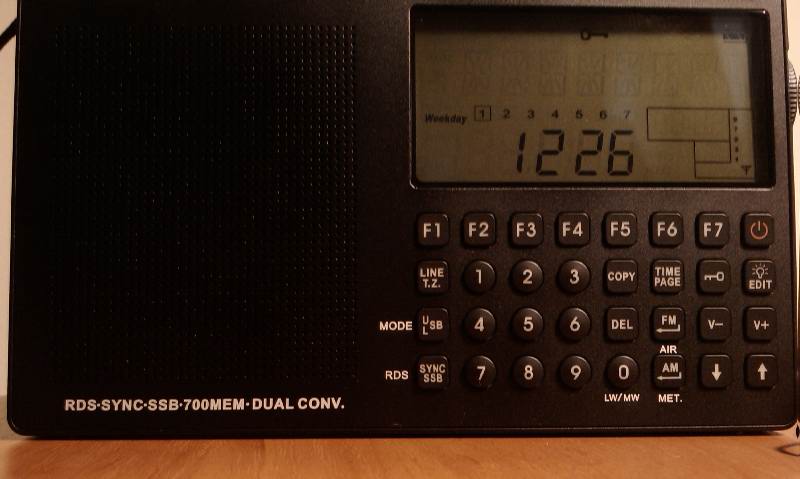 Weekday 1 2 3 4 5 6 7
1226
F1 F2 F3 F4 F5 F6 F7
LINE T.Z. 1 2 3 COPY TIME PAGE EDIT
MODE U L SB 4 5 6 DEL FM V- V+
AIR
RDS SYNC SSB 7 8 9 0 AM
LW/MW MET.
RDS·SYNC·SSB·700MEM·DUAL CONV.